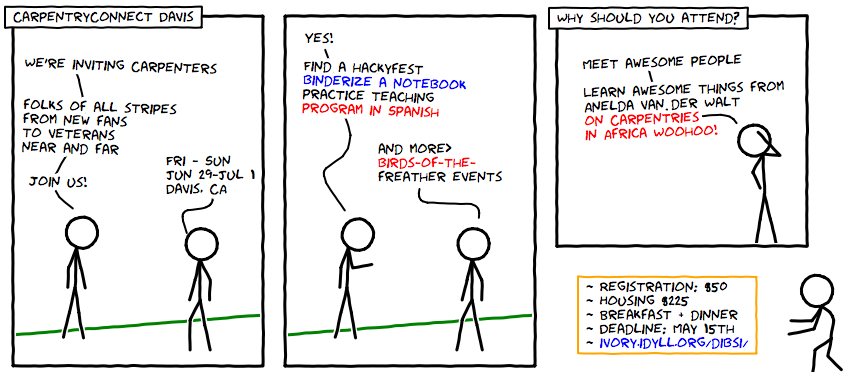 CARPENTRYCONNECT DAVIS
WE'RE INVITING CARPENTERS
FOLKS OF ALL STRIPES
FROM NEW FANS
TO VETERANS
NEAR AND FAR
JOIN US!
FRI - SUN
JUN 29-JUL 1
DAVIS, CA
YES!
FIND A HACKYFEST
BINDERIZE A NOTEBOOK
PRACTICE TEACHING
PROGRAM IN SPANISH
AND MORE>
BIRDS-OF-THE-
FREATHER EVENTS
WHY SHOULD YOU ATTEND?
MEET AWESOME PEOPLE
LEARN AWESOME THINGS FROM
ANELDA VAN.DER WALT
ON CARPENTRIES
IN AFRICA WOOHOO!
~ REGISTRATION: $50
~ HOUSING $225
~ BREAKFAST + DINNER
~ DEADLINE: MAY 15TH
~ IVORY.IDYLL.ORG/DIBSI/